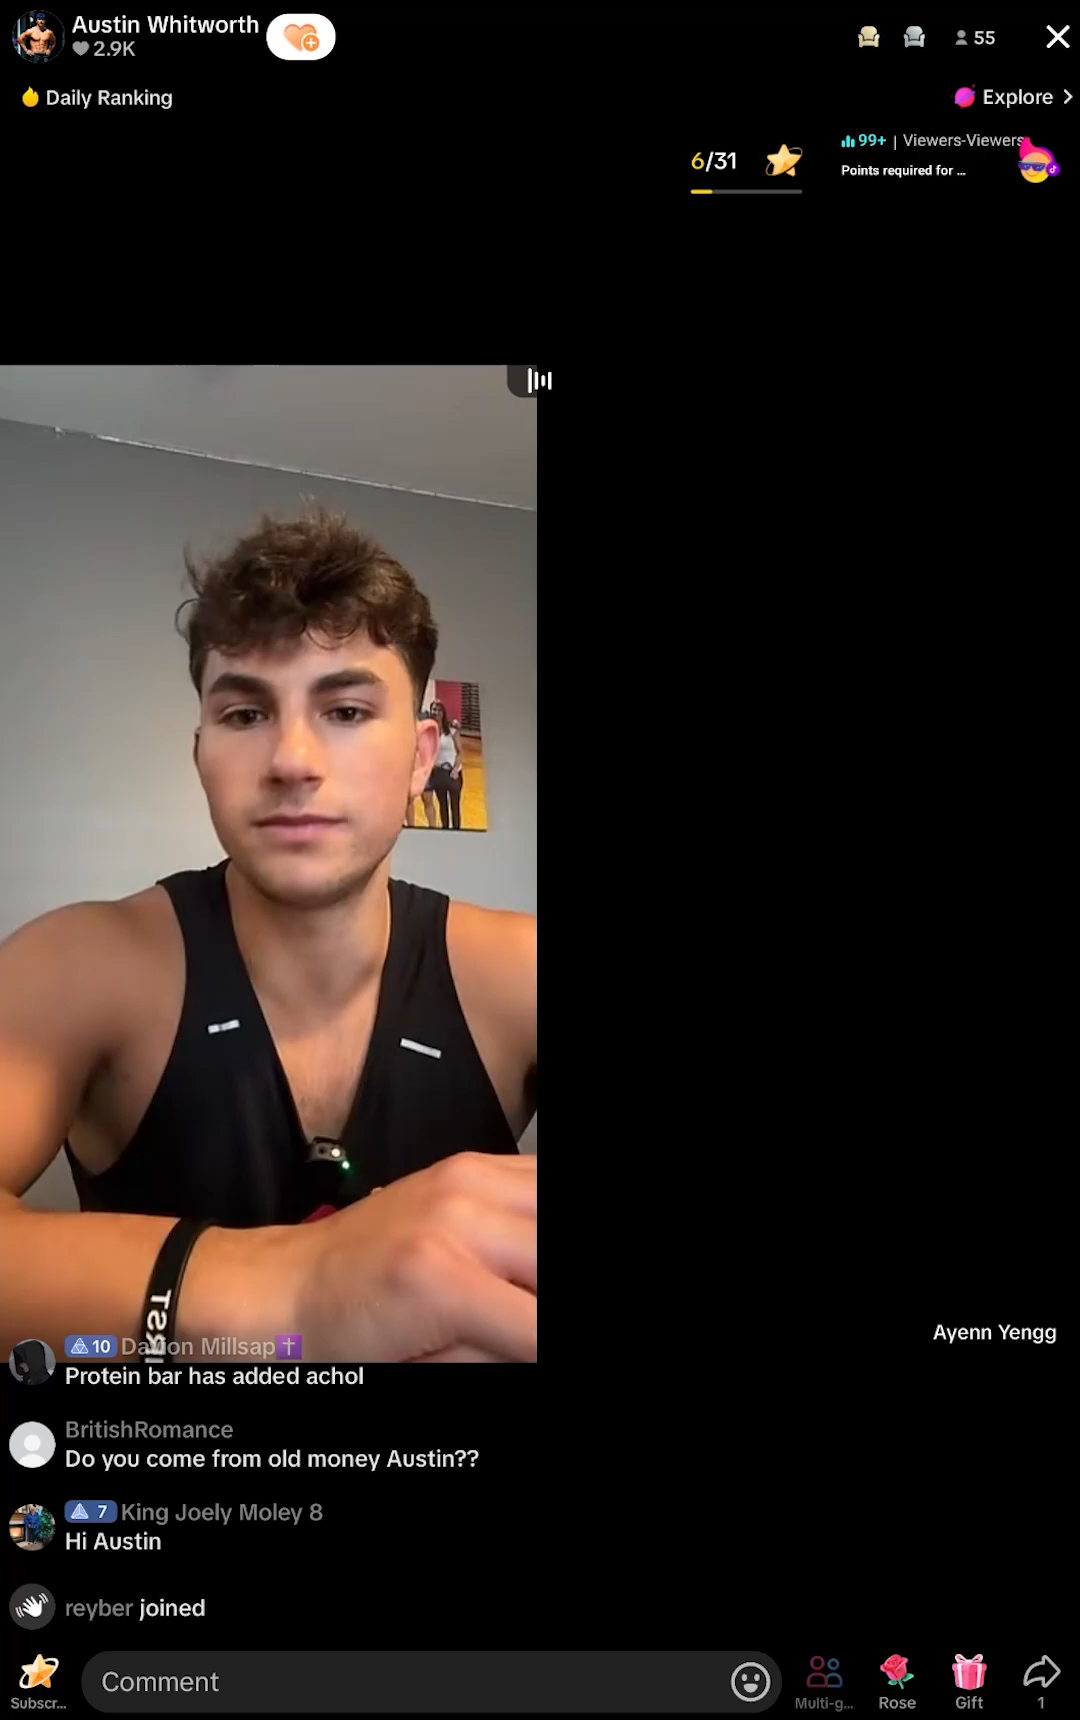 Austin Whitworth
2.9K
55
Daily Ranking
Explore >
6/31
99+ | Viewers-Viewers
Points required for ...
Ayenn Yengg
10 Davion Millsap
Protein bar has added achol
BritishRomance
Do you come from old money Austin??
7 King Joely Moley 8
Hi Austin
reyber joined
Comment
Subscr...
Multi-g...
Rose
Gift
1